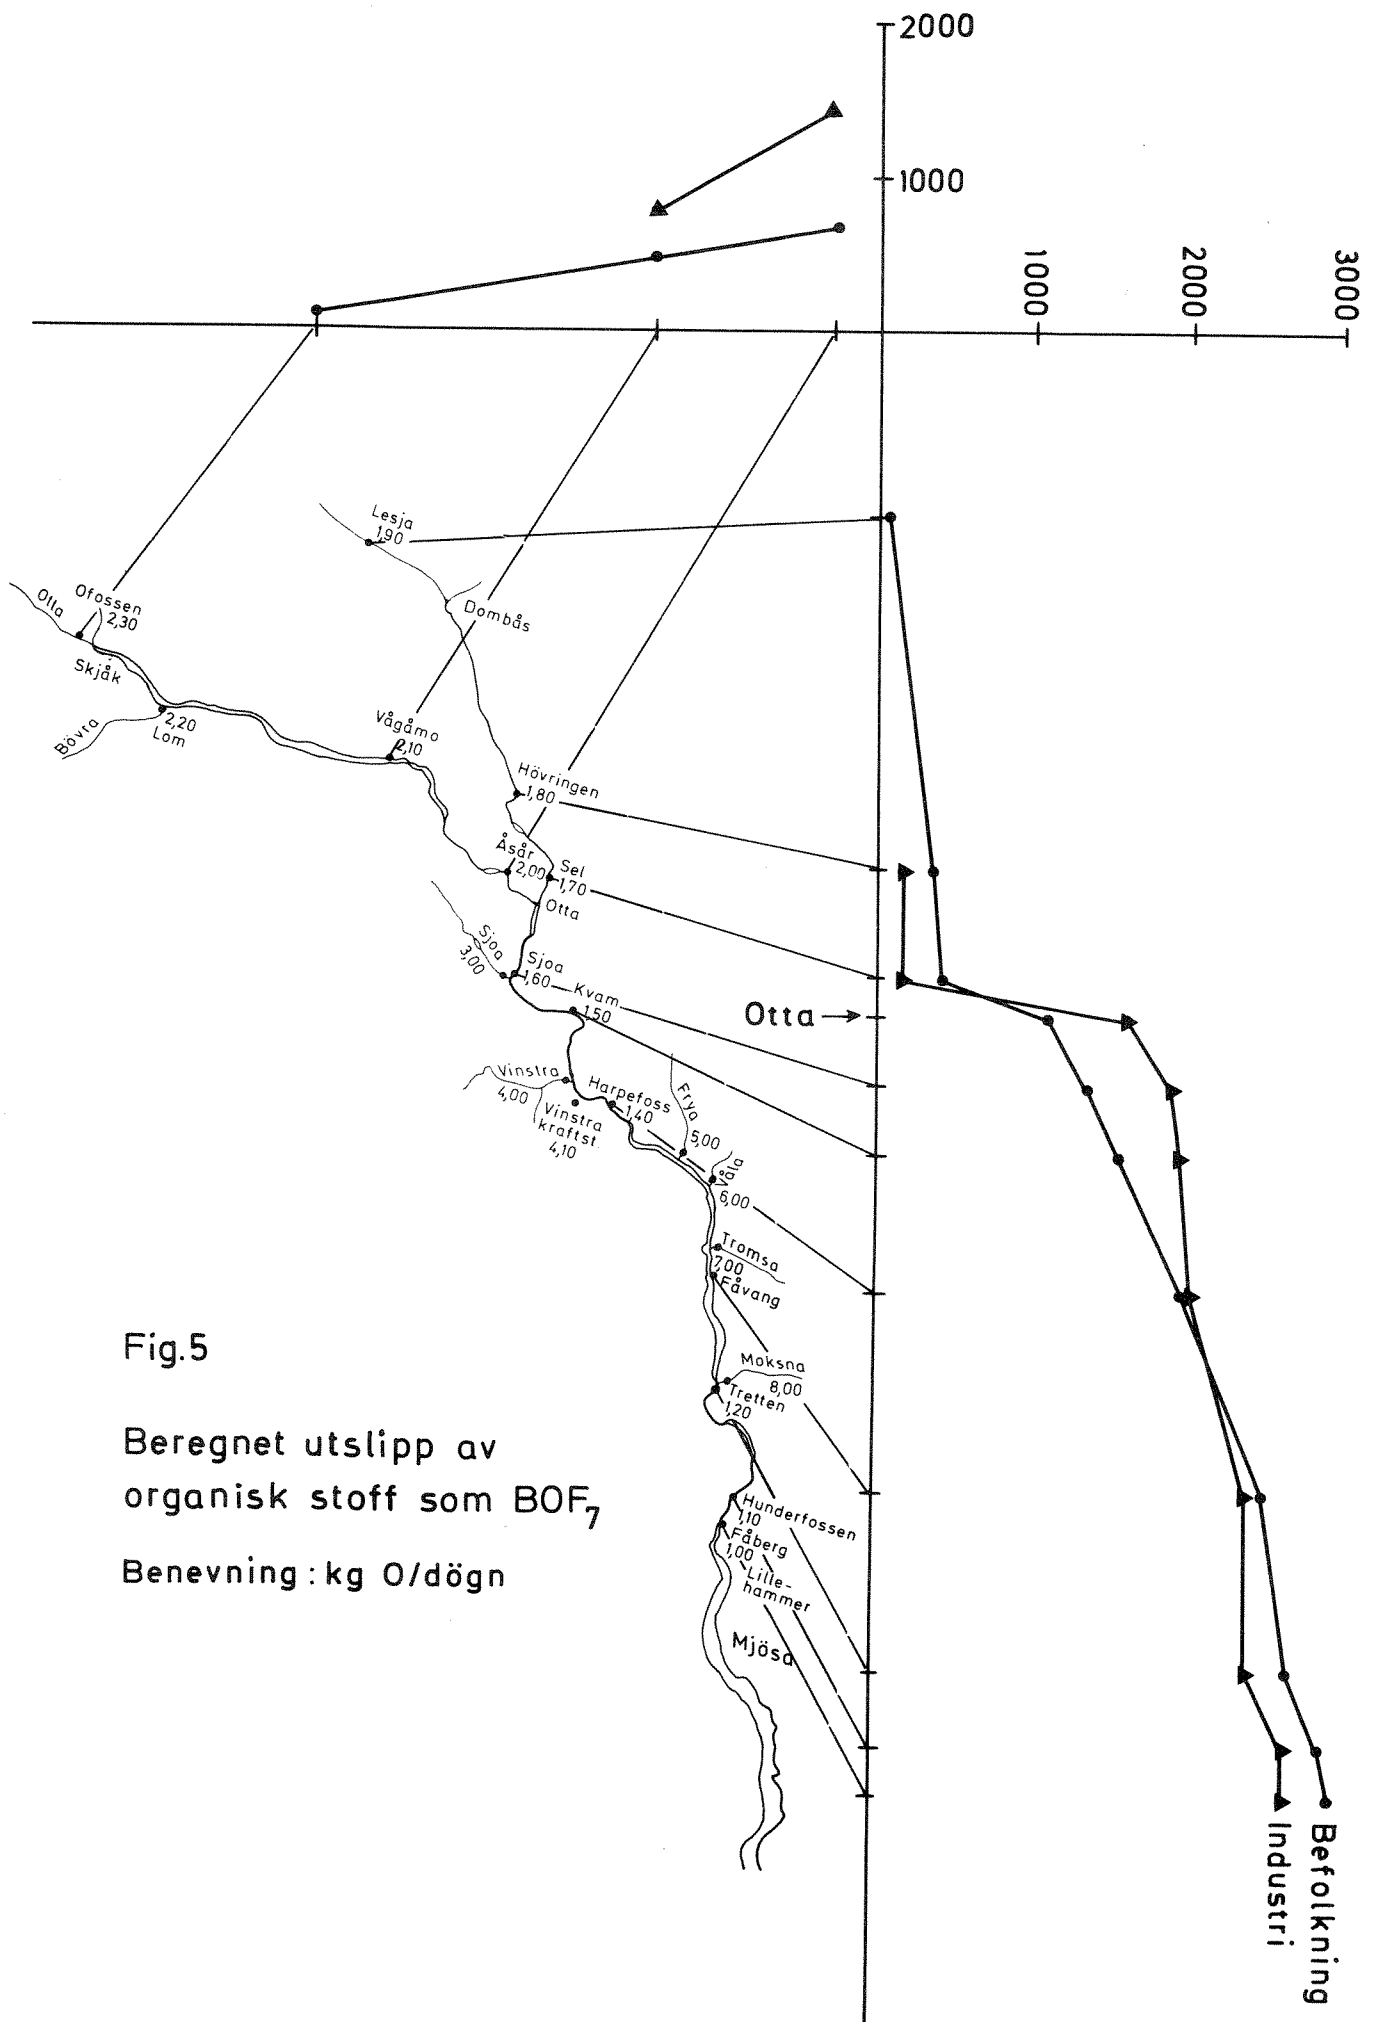 2000
1000
1000
2000
3000
Lesja
1,90
Dombås
Otta
Ofossen
2,30
Skjåk
Bövra
2,20
Lom
Vågåmo
2,10
Hövringen
1,80
Åsår
2,00
Sel
1,70
Otta
Sjoa
3,00
Sjoa
1,60
Kvam
1,50
Otta
Vinstra
4,00
Vinstra
kraftst.
4,10
Harpefoss
1,40
Frya
5,00
Våla
6,00
Tromsa
7,00
Fåvang
Moksna
8,00
Tretten
1,20
Hunderfossen
1,10
Fåberg
1,00
Lille-
hammer
Mjösa
Fig.5
Beregnet utslipp av
organisk stoff som BOF7
Benevning : kg O/dögn
Befolkning
Industri